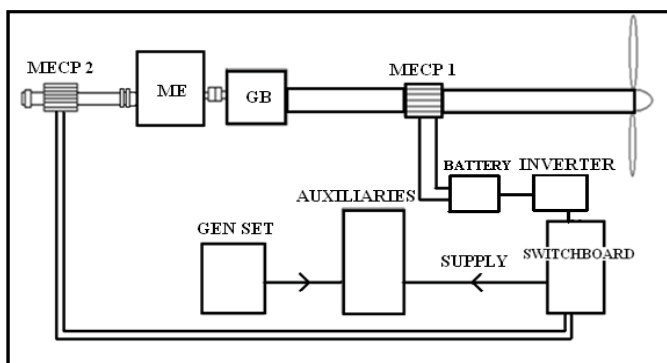 MECP 2
ME
GB
MECP 1
BATTERY
INVERTER
AUXILIARIES
GEN SET
SUPPLY
SWITCHBOARD